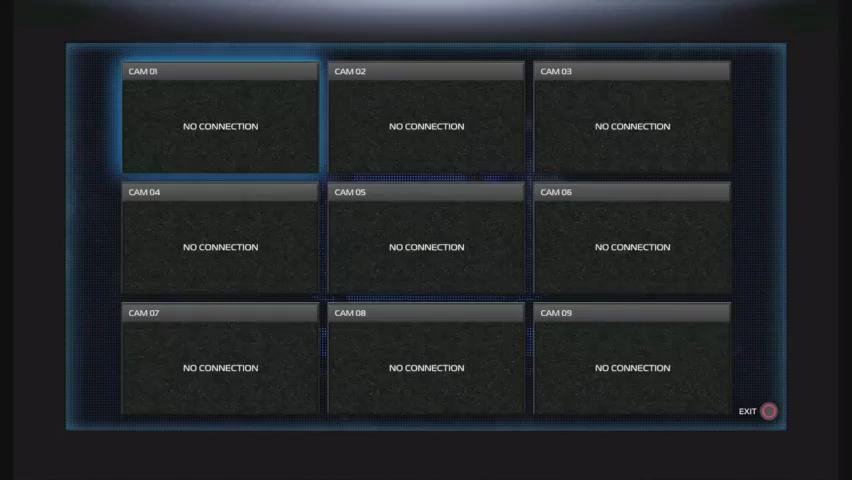 CAM 01
CAM 02
CAM 03
NO CONNECTION
NO CONNECTION
NO CONNECTION
CAM 04
CAM 05
CAM 06
NO CONNECTION
NO CONNECTION
NO CONNECTION
CAM 07
CAM 08
CAM 09
NO CONNECTION
NO CONNECTION
NO CONNECTION
EXIT